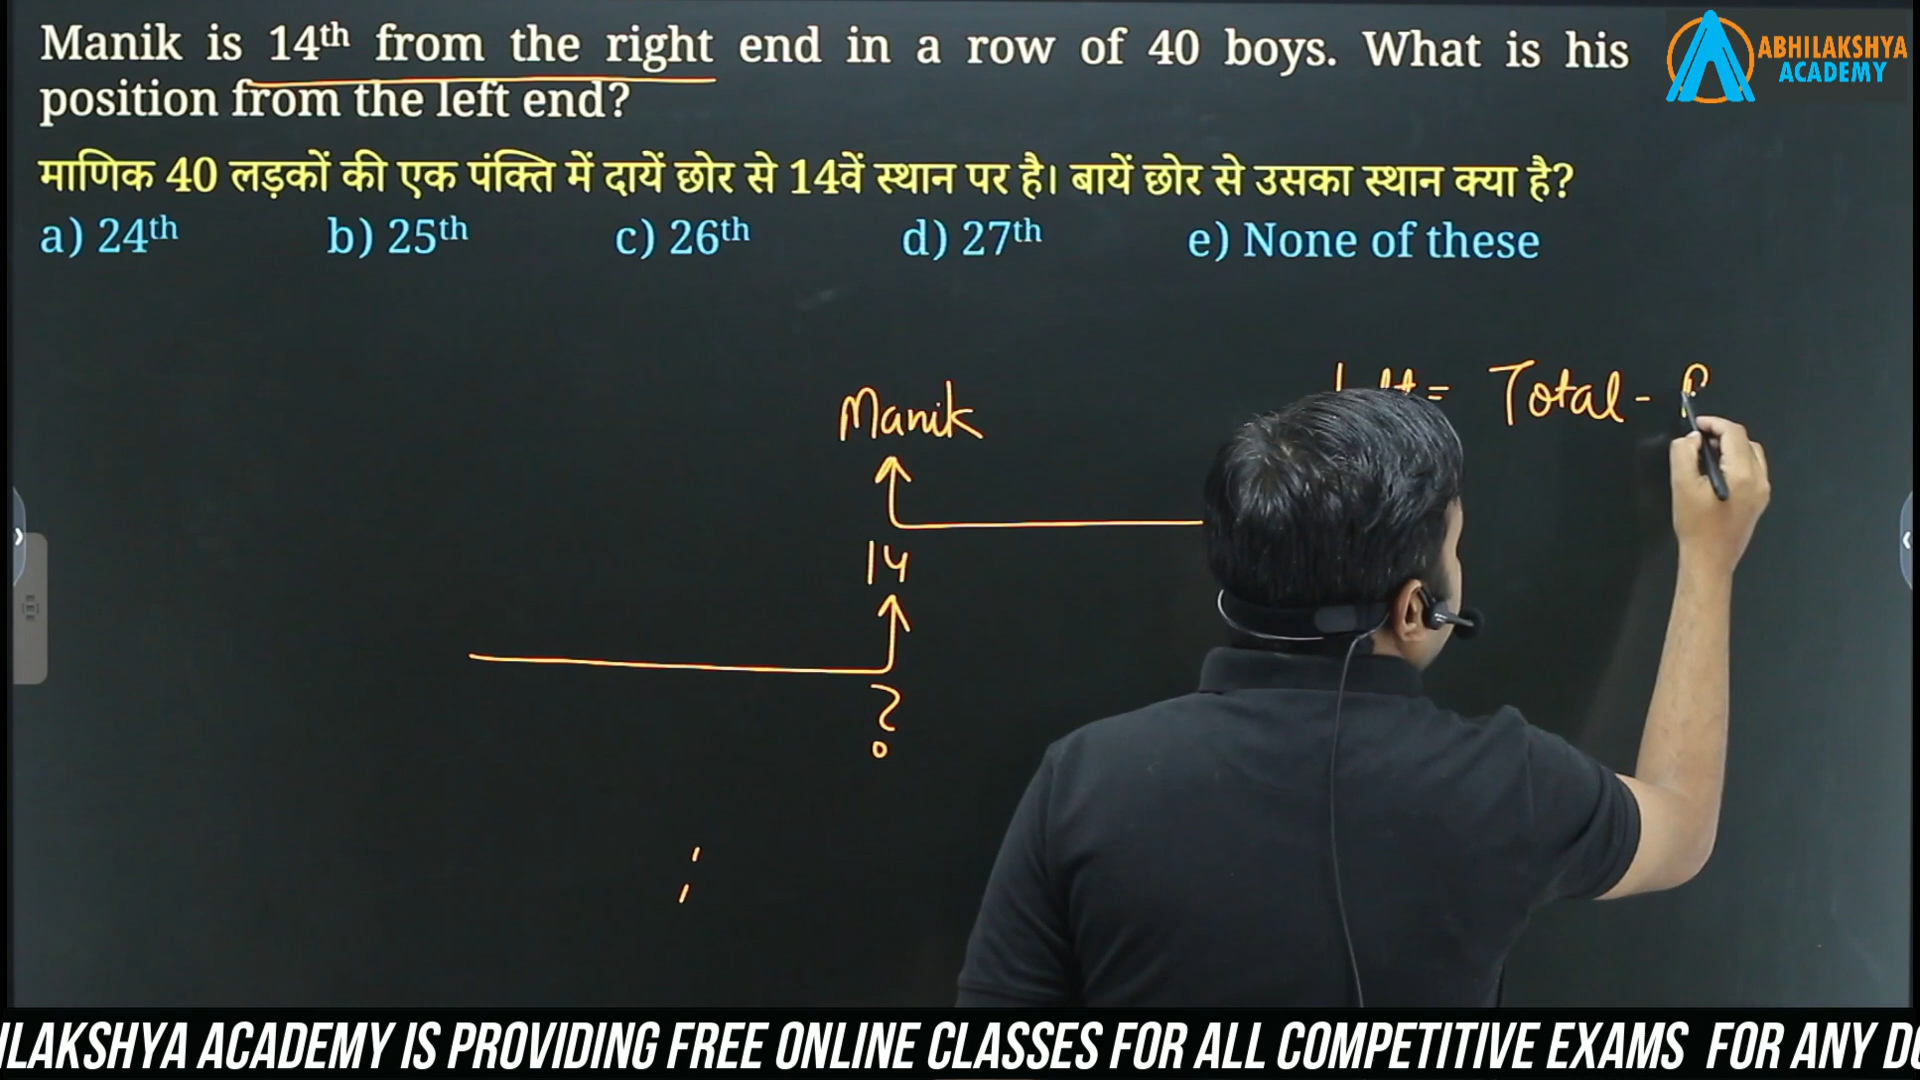 Manik is 14th from the right end in a row of 40 boys. What is his
position from the left end?
माणिक 40 लड़कों की एक पंक्ति में दायें छोर से 14वें स्थान पर है। बायें छोर से उसका स्थान क्या है?
a) 24th b) 25th c) 26th d) 27th e) None of these
ABHILAKSHYA
ACADEMY
= Total -
Manik
14
?
ILAKSHYA ACADEMY IS PROVIDING FREE ONLINE CLASSES FOR ALL COMPETITIVE EXAMS FOR ANY